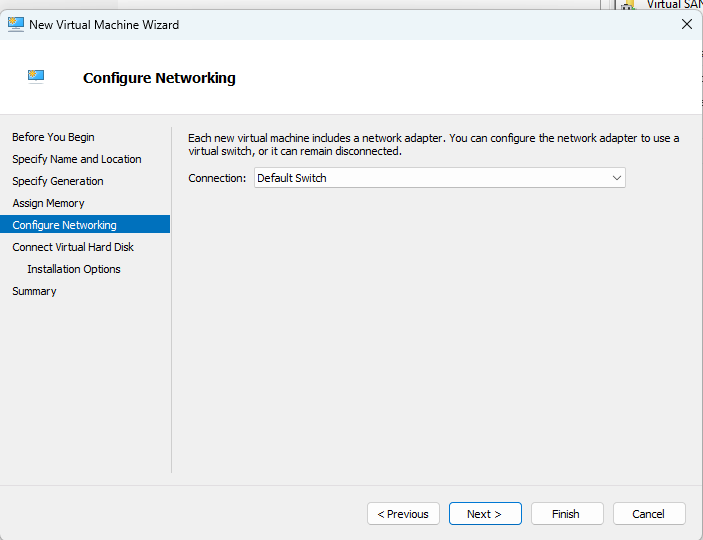 Virtual SAN
New Virtual Machine Wizard
Configure Networking
Before You Begin
Specify Name and Location
Specify Generation
Assign Memory
Configure Networking
Connect Virtual Hard Disk
Installation Options
Summary
Each new virtual machine includes a network adapter. You can configure the network adapter to use a
virtual switch, or it can remain disconnected.
Connection: Default Switch
< Previous Next > Finish Cancel